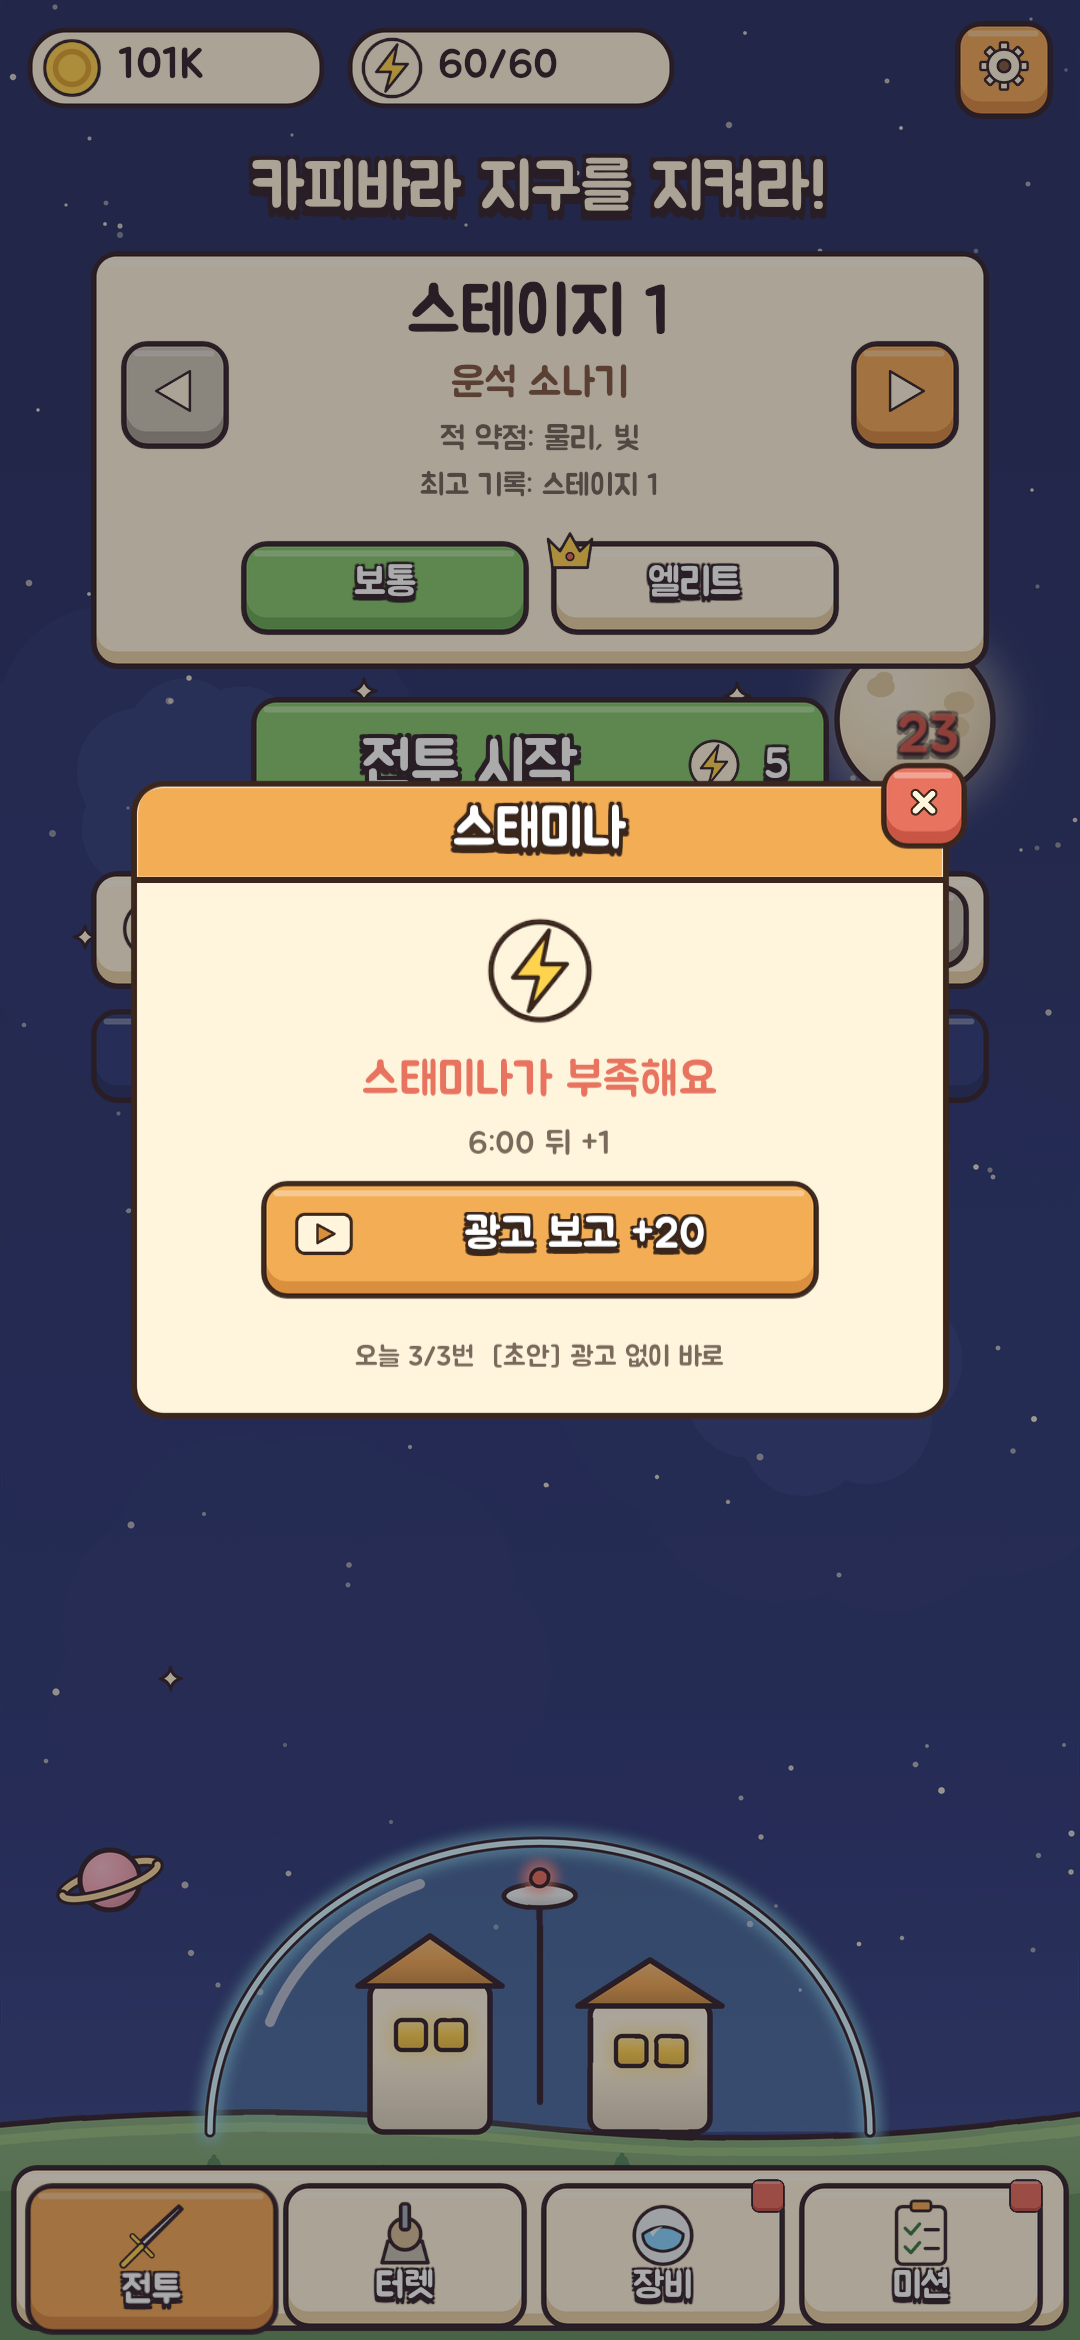 101K
60/60
카피바라 지구를 지켜라!
스테이지 1
운석 소나기
적 약점: 물리, 빛
최고 기록: 스테이지 1
보통
엘리트
전투 시작
5
23
스태미나
스태미나가 부족해요
6:00 뒤 +1
광고 보고 +20
오늘 3/3번 [초안] 광고 없이 바로
전투
터렛
장비
미션